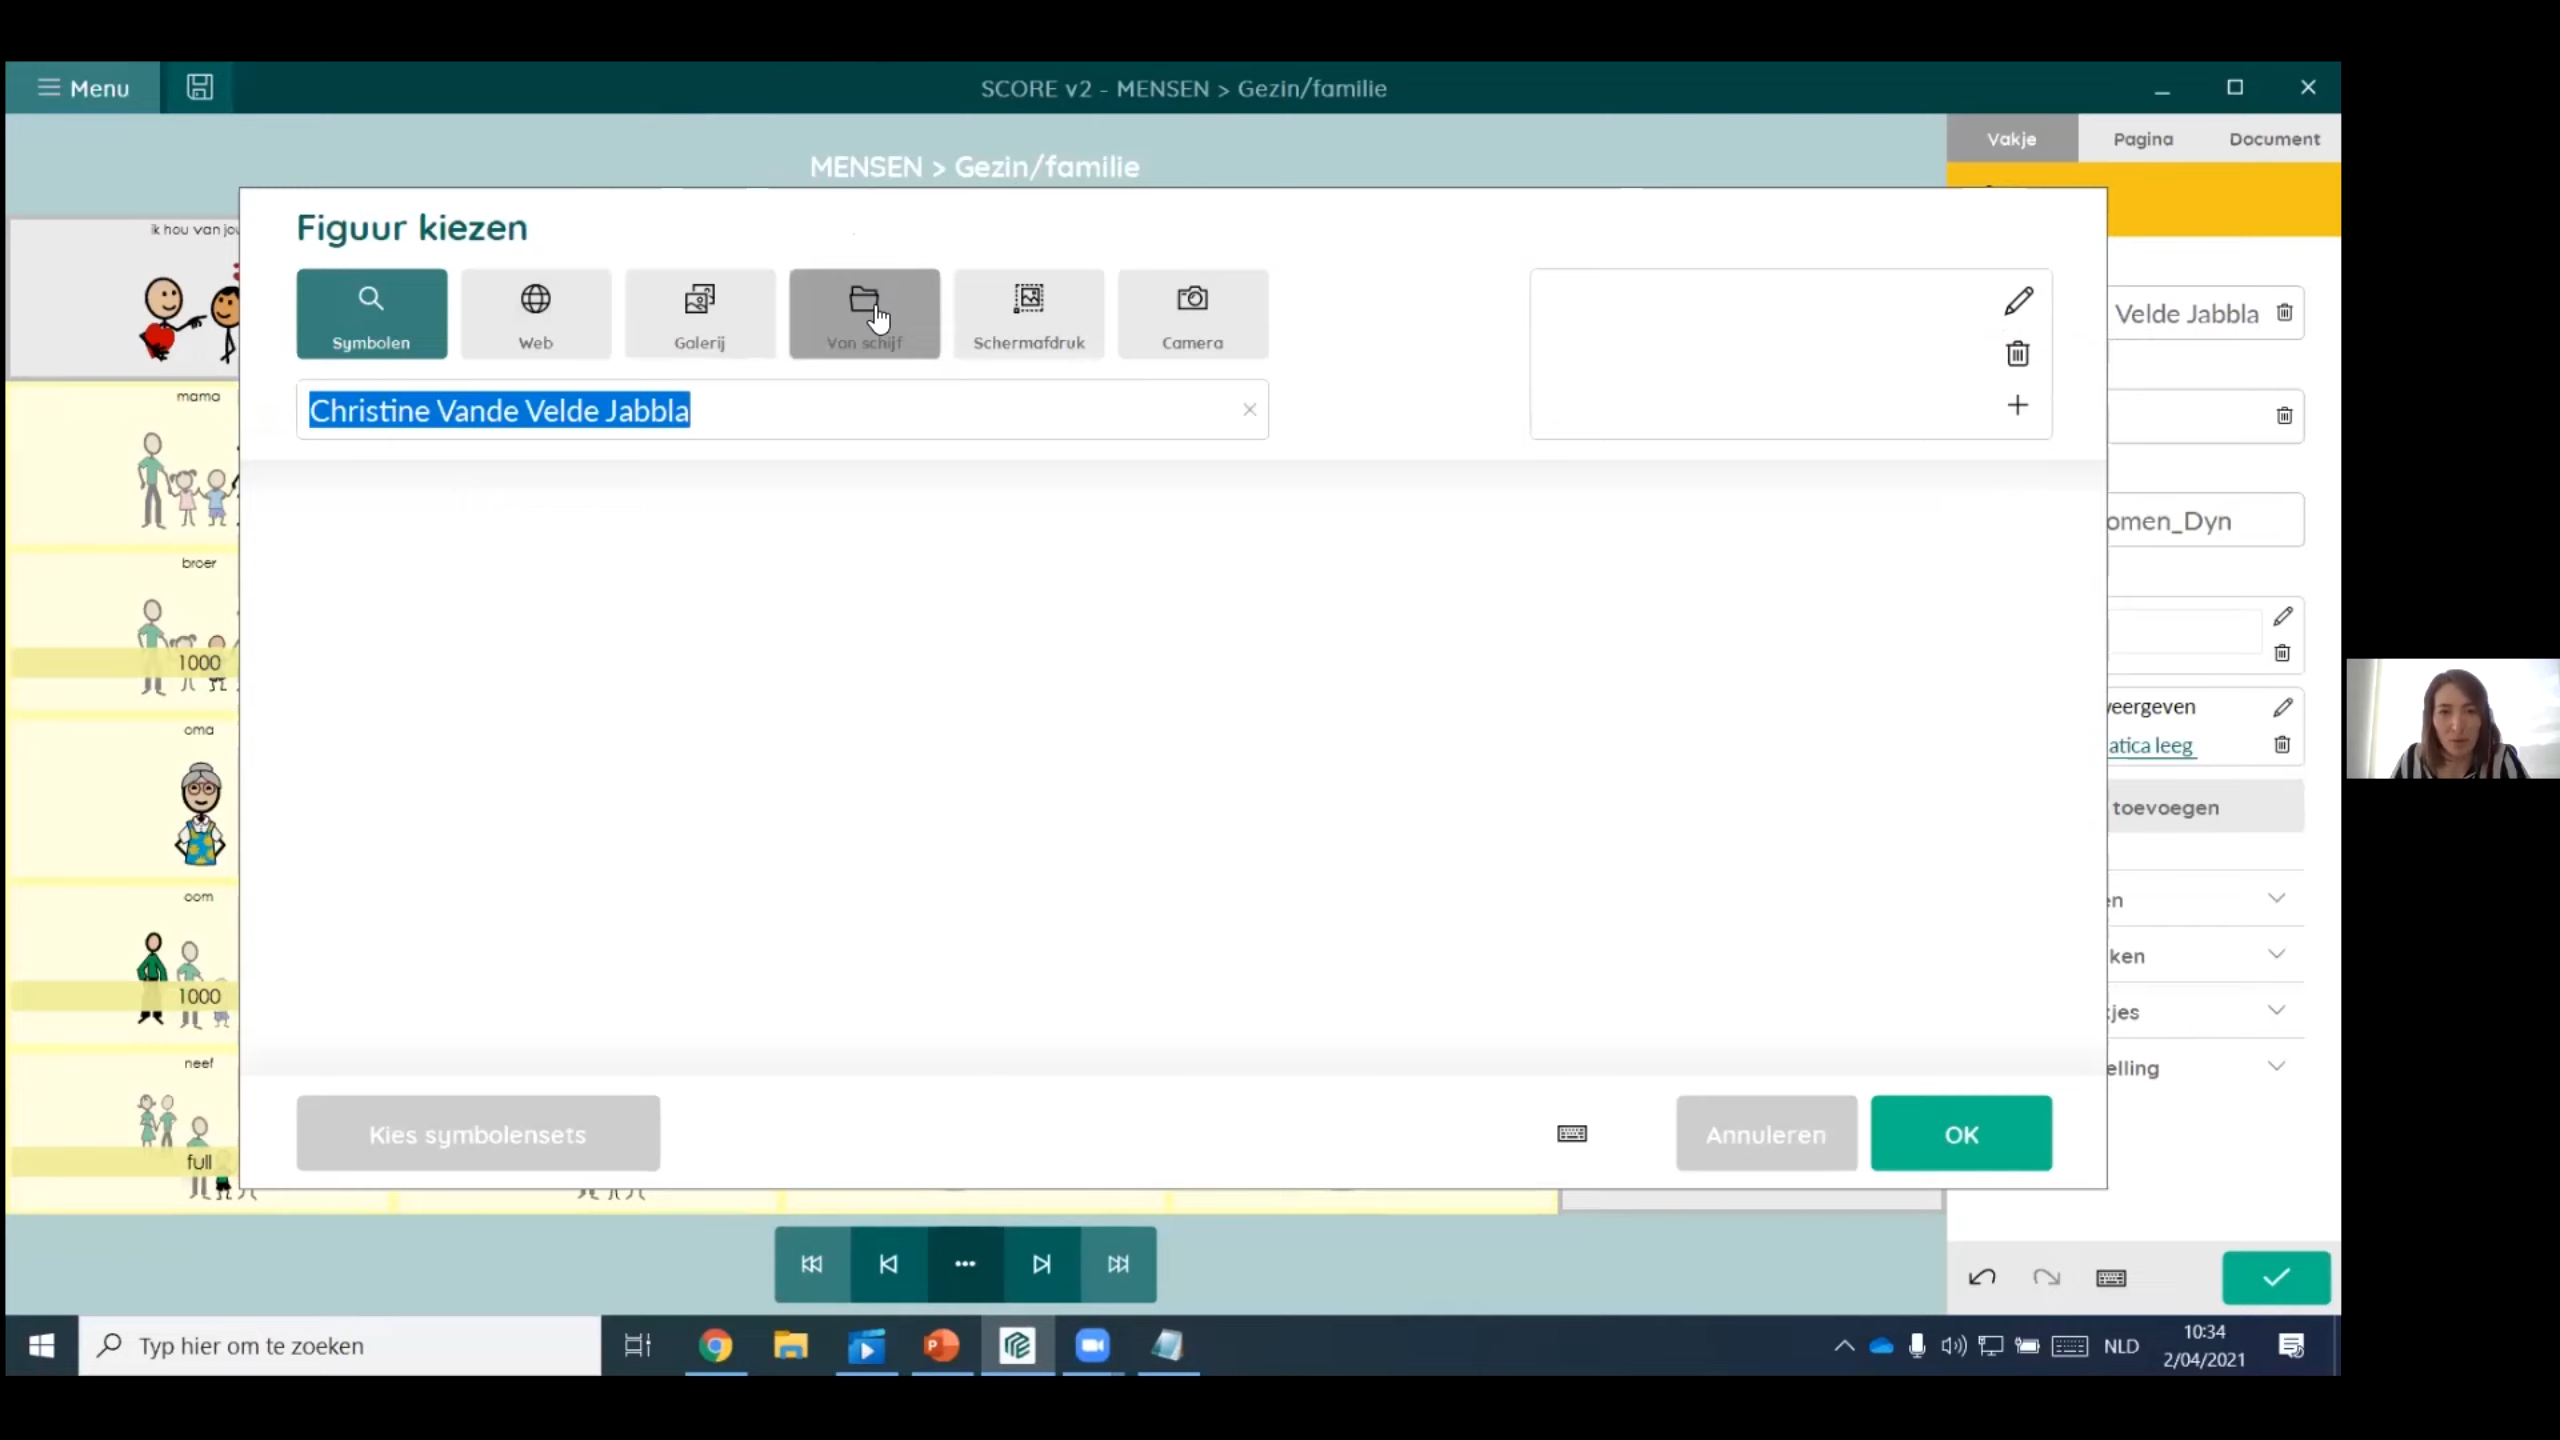 Menu
SCORE v2 - MENSEN > Gezin/familie
Vakje
Pagina
Document
MENSEN > Gezin/familie
ik hou van jou
Figuur kiezen
Symbolen
Web
Galerij
Van schijf
Schermafdruk
Camera
Velde Jabbla
Christine Vande Velde Jabbla
mama
omen_Dyn
broer
1000
oma
eergeven
atica leeg
toevoegen
oom
en
ken
1000
jes
neef
elling
Kies symbolensets
Annuleren
OK
full
Typ hier om te zoeken
NLD
10:34
2/04/2021